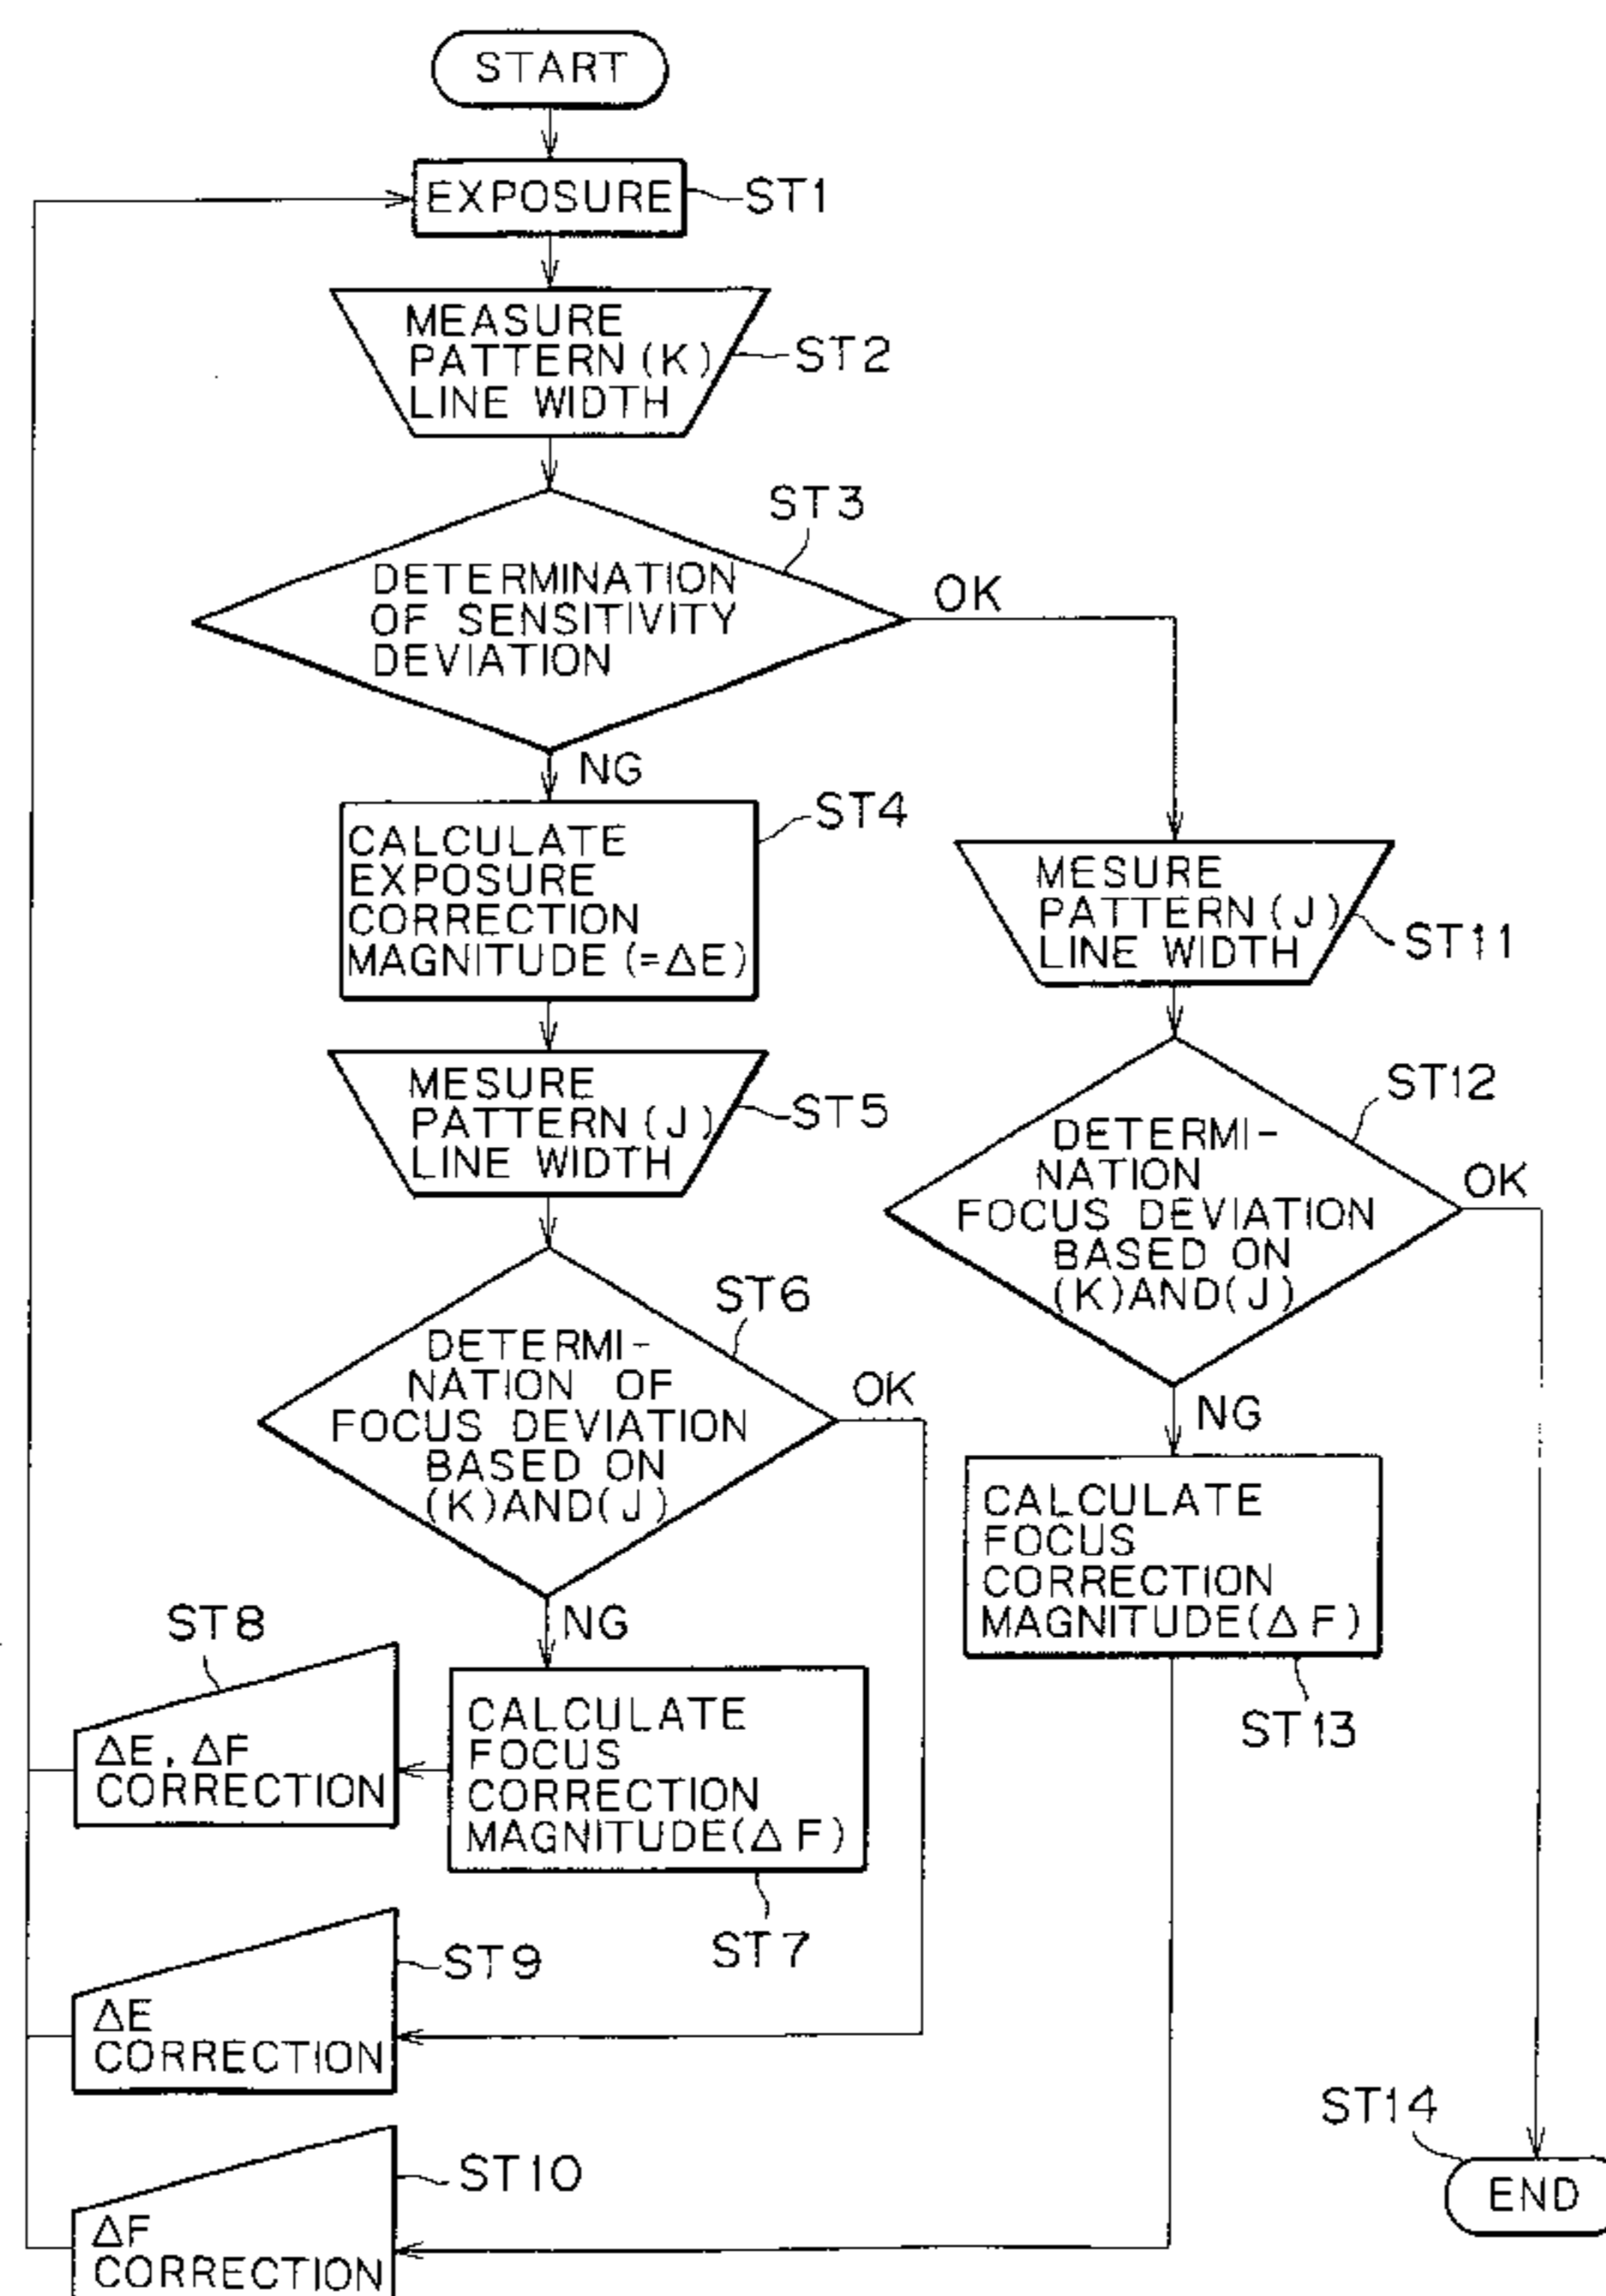 START
EXPOSURE
ST1
MEASURE
PATTERN (K)
LINE WIDTH
ST2
ST3
DETERMINATION
OF SENSITIVITY
DEVIATION
OK
NG
ST4
CALCULATE
EXPOSURE
CORRECTION
MAGNITUDE (=ΔE)
MESURE
PATTERN (J)
LINE WIDTH
ST11
MESURE
PATTERN (J)
LINE WIDTH
ST5
ST12
DETERMI-
NATION
FOCUS DEVIATION
BASED ON
(K) AND (J)
OK
NG
ST6
DETERMI-
NATION OF
FOCUS DEVIATION
BASED ON
(K) AND (J)
OK
NG
CALCULATE
FOCUS
CORRECTION
MAGNITUDE (ΔF)
ST13
ST8
ΔE, ΔF
CORRECTION
CALCULATE
FOCUS
CORRECTION
MAGNITUDE (ΔF)
ST7
ST9
ΔE
CORRECTION
ST10
ΔF
CORRECTION
ST14
END